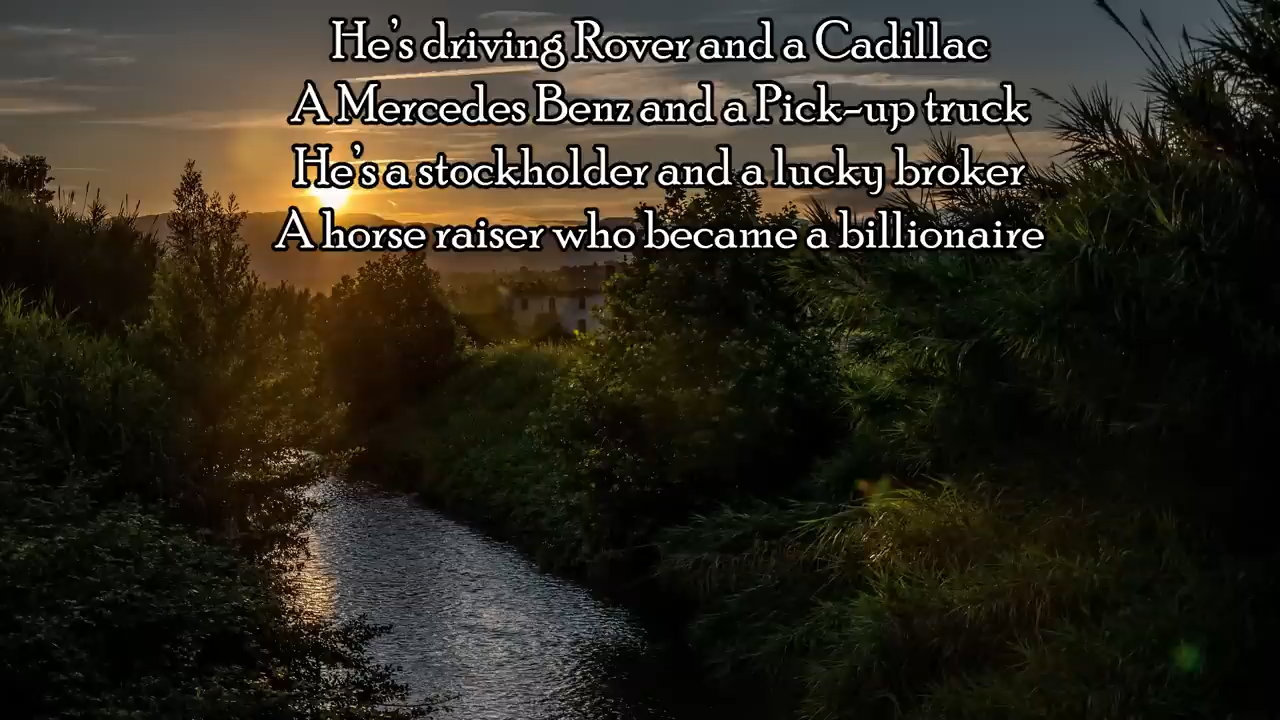 He's driving Rover and a Cadillac
A Mercedes Benz and a Pick-up truck
He's a stockholder and a lucky broker
A horse raiser who became a billionaire